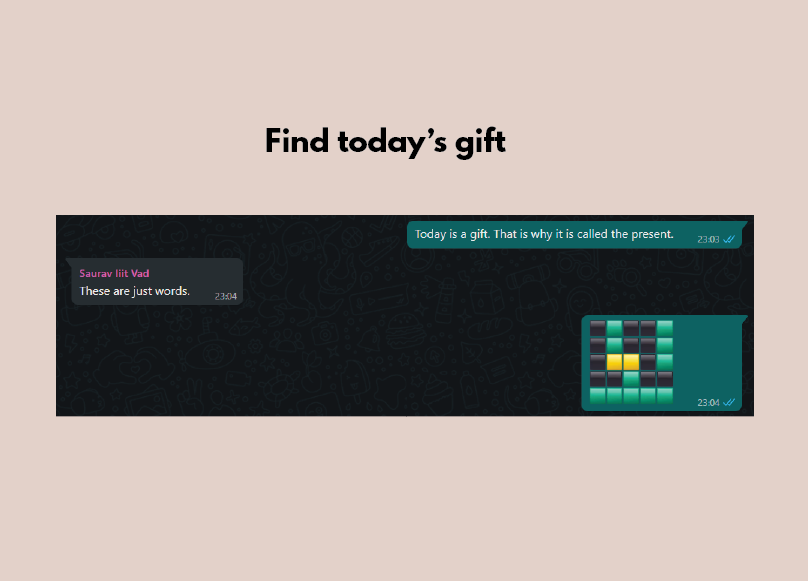 Find today's gift
Today is a gift. That is why it is called the present.
23:03
Saurav Iiit Vad
These are just words.
23:04
23:04